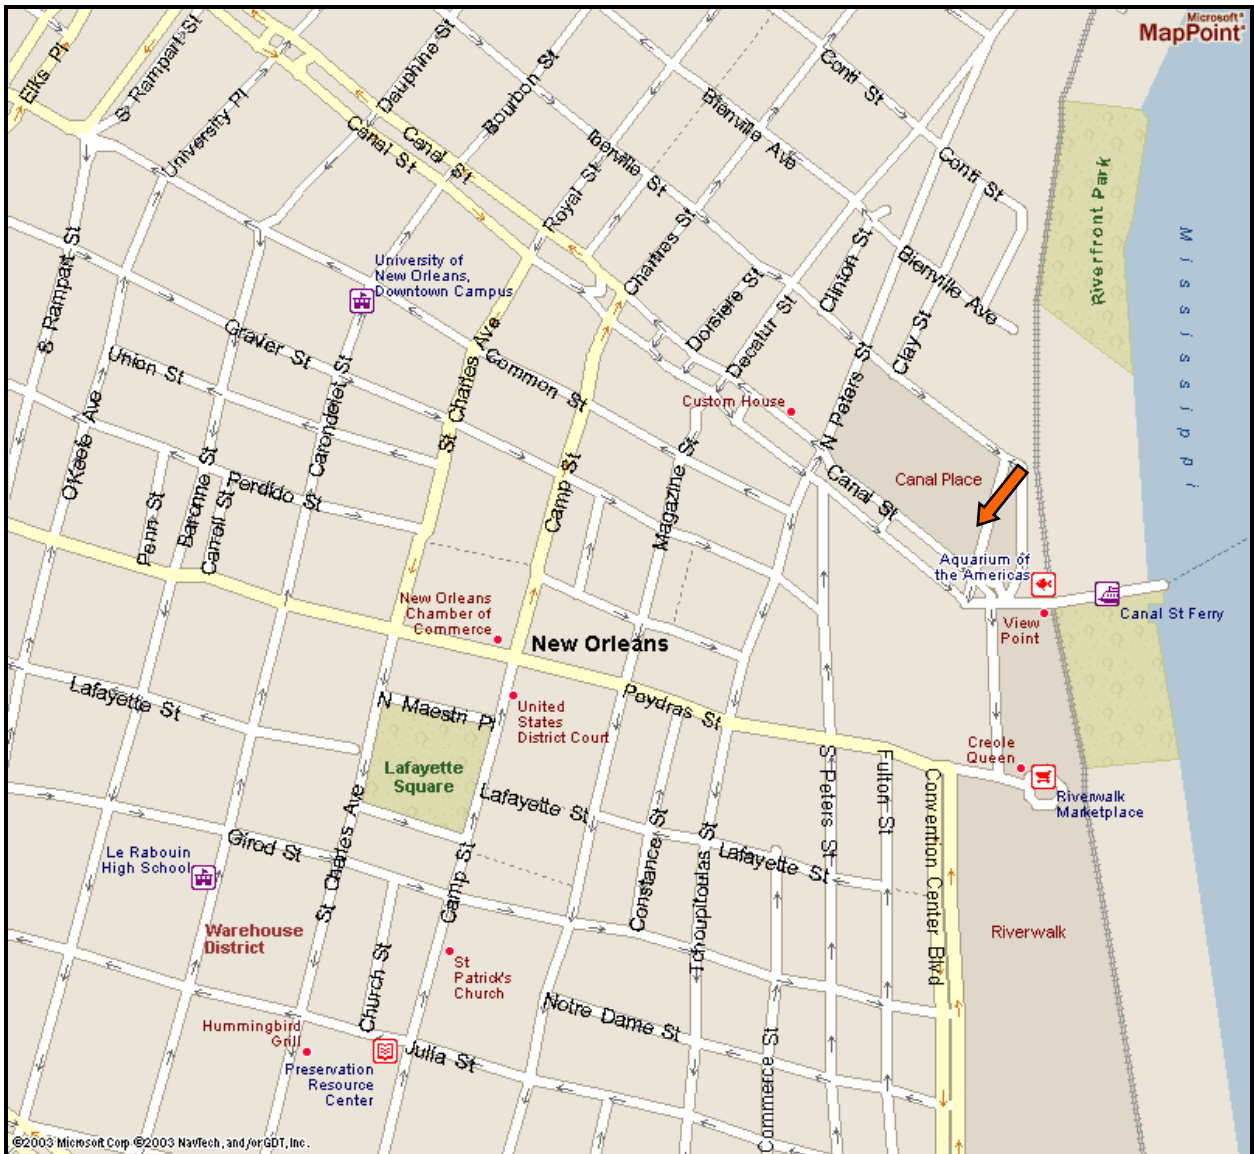 Microsoft®
MapPoint®
Elks Pl
S Rampart St
University Pl
Dauphine St
Bourbon St
Canal St
Canal St
Royal St
Iberville St
Bienville Ave
Conti St
Conti St
Riverfront Park
Mississippi
S Rampart St
University of
New Orleans,
Downtown Campus
Chartres St
Dorsiere St
Decatur St
Clinton St
Clay St
Bienville Ave
Gravier St
Union St
Common St
St Charles Ave
Carondelet St
O'Keefe Ave
Custom House
N Peters St
Canal Place
Canal St
Magazine St
Camp St
Perdido St
Penn St
Baronne St
Carroll St
Aquarium of
the Americas
View
Point
Canal St Ferry
New Orleans
Chamber of
Commerce
New Orleans
Lafayette St
N Maestri Pl
United
States
District Court
Poydras St
Lafayette
Square
Creole
Queen
Riverwalk
Marketplace
S Peters St
Fulton St
Convention Center Blvd
Lafayette St
Lafayette St
Constance St
Tchoupitoulas St
Girod St
St Charles Ave
Camp St
Le Rabouin
High School
Warehouse
District
Riverwalk
St
Patrick's
Church
Church St
Notre Dame St
Commerce St
Hummingbird
Grill
Julia St
Preservation
Resource
Center
©2003 Microsoft Corp ©2003 NavTech, and/or GDT, Inc.